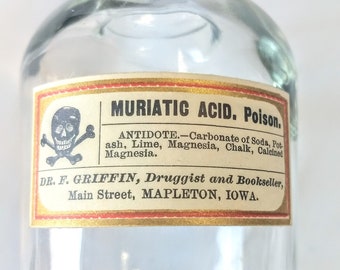 MURIATIC ACID. Poison.
ANTIDOTE.—Carbonate of Soda, Pot-
ash, Lime, Magnesia, Chalk, Calcined
Magnesia.
DR. F. GRIFFIN, Druggist and Bookseller,
Main Street, MAPLETON, IOWA.